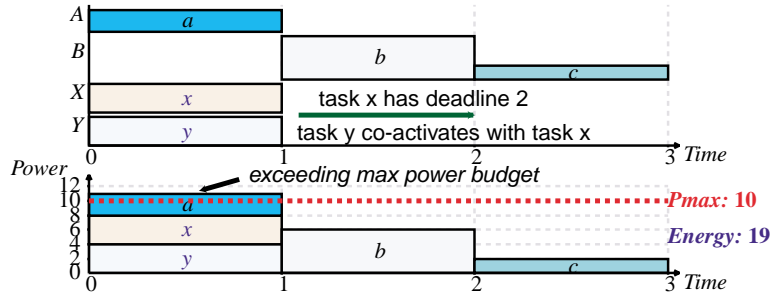 A
a
B
b
c
X
x
task x has deadline 2
Y
y
task y co-activates with task x
0
1
2
3
Time
Power
exceeding max power budget
12
10
8
6
4
2
0
a
x
y
b
c
Pmax: 10
Energy: 19
0
1
2
3
Time